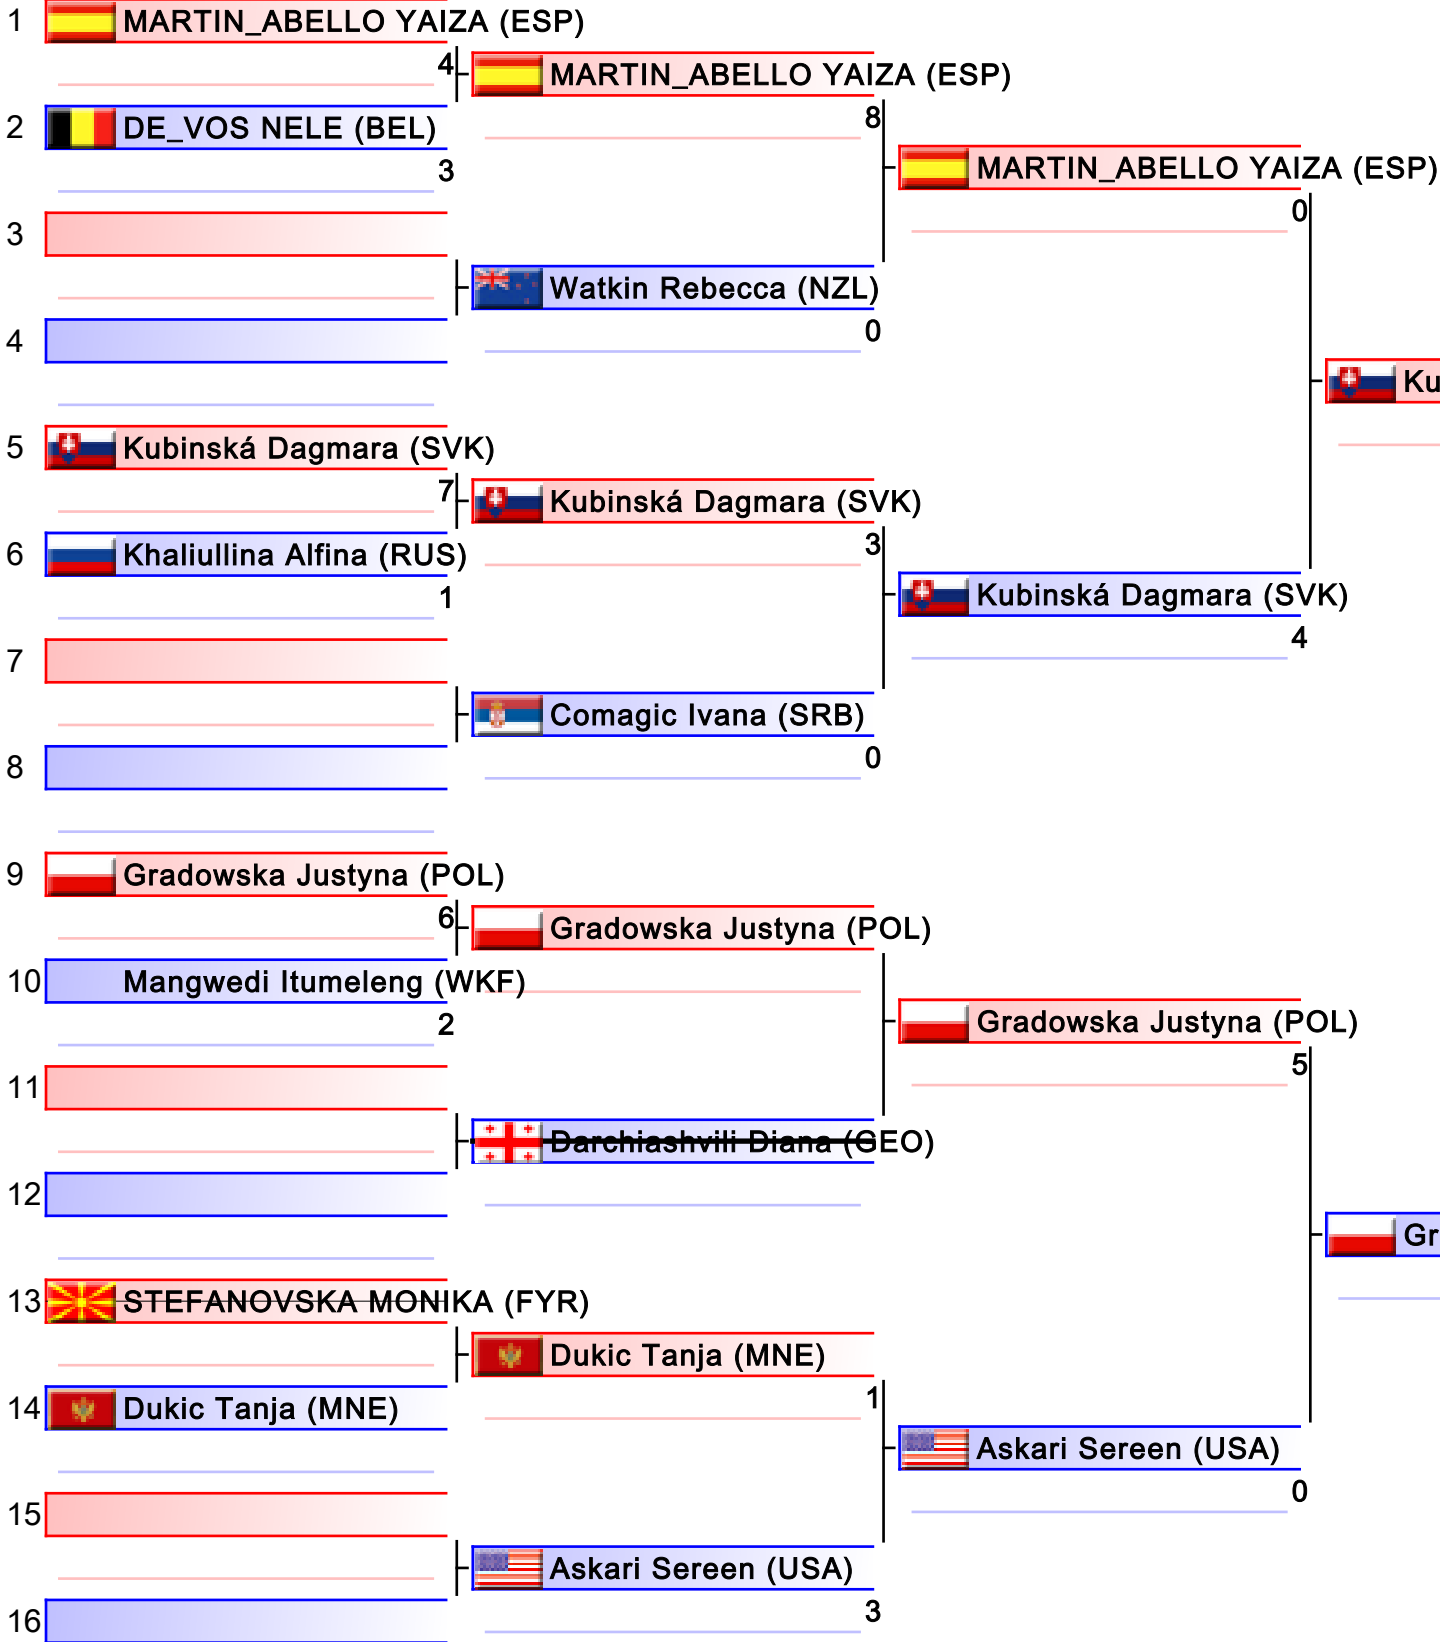 1 MARTIN_ABELLO YAIZA (ESP)
4 MARTIN_ABELLO YAIZA (ESP)
8
2 DE_VOS NELE (BEL)
3
MARTIN_ABELLO YAIZA (ESP)
0
3
Watkin Rebecca (NZL)
0
4
Ku
5 Kubinská Dagmara (SVK)
7 Kubinská Dagmara (SVK)
3
6 Khaliullina Alfina (RUS)
1
Kubinská Dagmara (SVK)
4
7
Comagic Ivana (SRB)
0
8
9 Gradowska Justyna (POL)
6 Gradowska Justyna (POL)
10 Mangwedi Itumeleng (WKF)
2
Gradowska Justyna (POL)
5
11
Darchiashvili Diana (GEO)
12
Gr
13 STEFANOVSKA MONIKA (FYR)
Dukic Tanja (MNE)
1
14 Dukic Tanja (MNE)
Askari Sereen (USA)
0
15
Askari Sereen (USA)
3
16